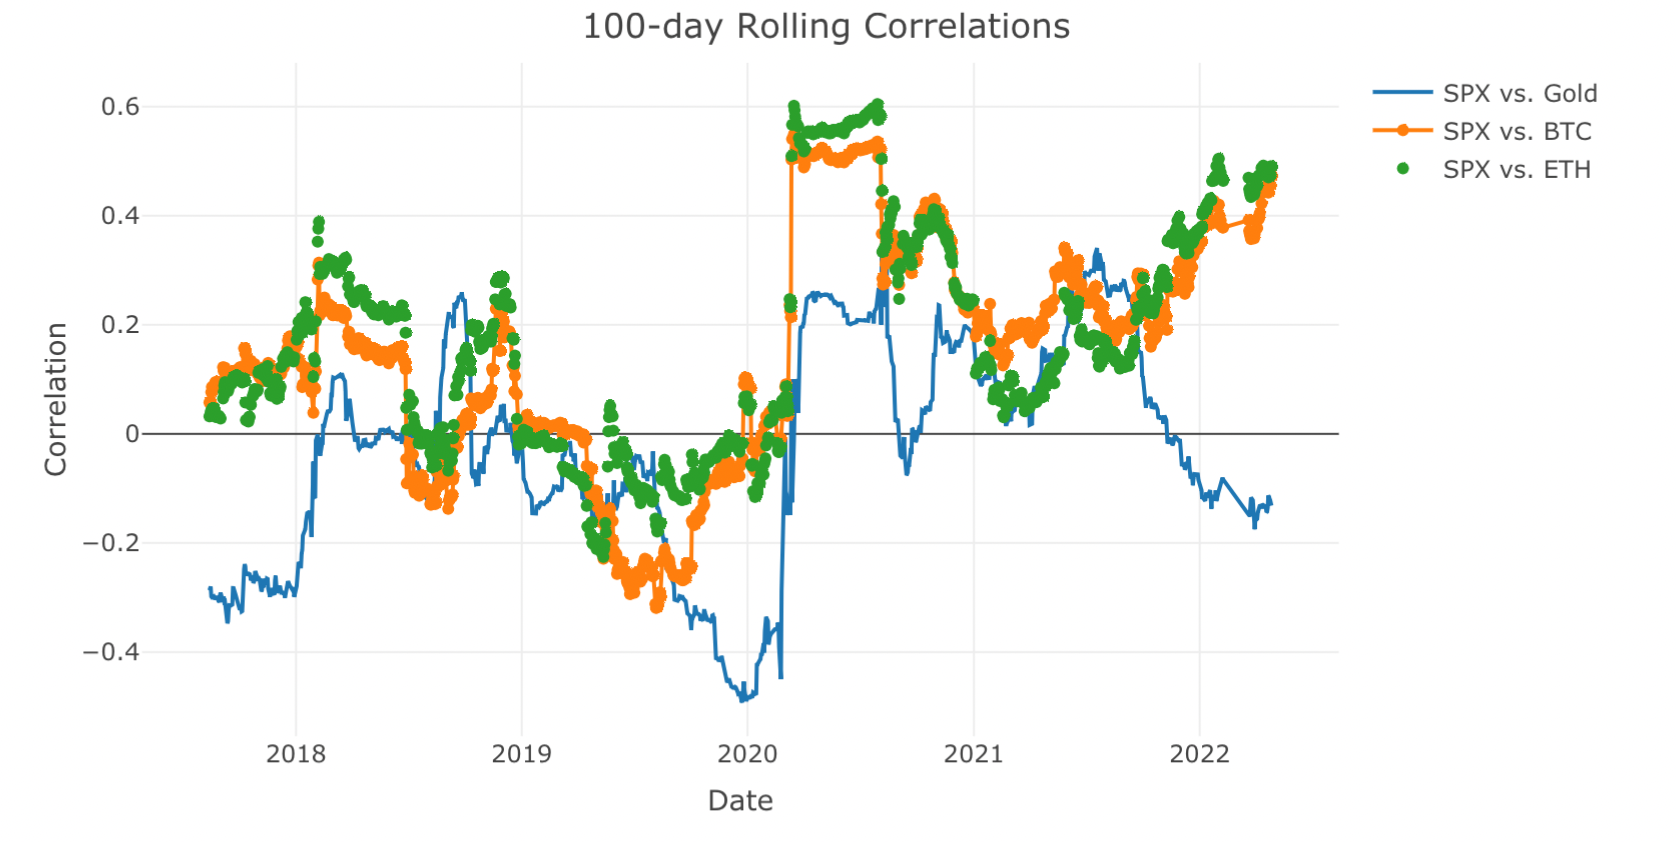 100-day Rolling Correlations
SPX vs. Gold
SPX vs. BTC
SPX vs. ETH
0.6
0.4
0.2
0
−0.2
−0.4
Correlation
2018
2019
2020
2021
2022
Date